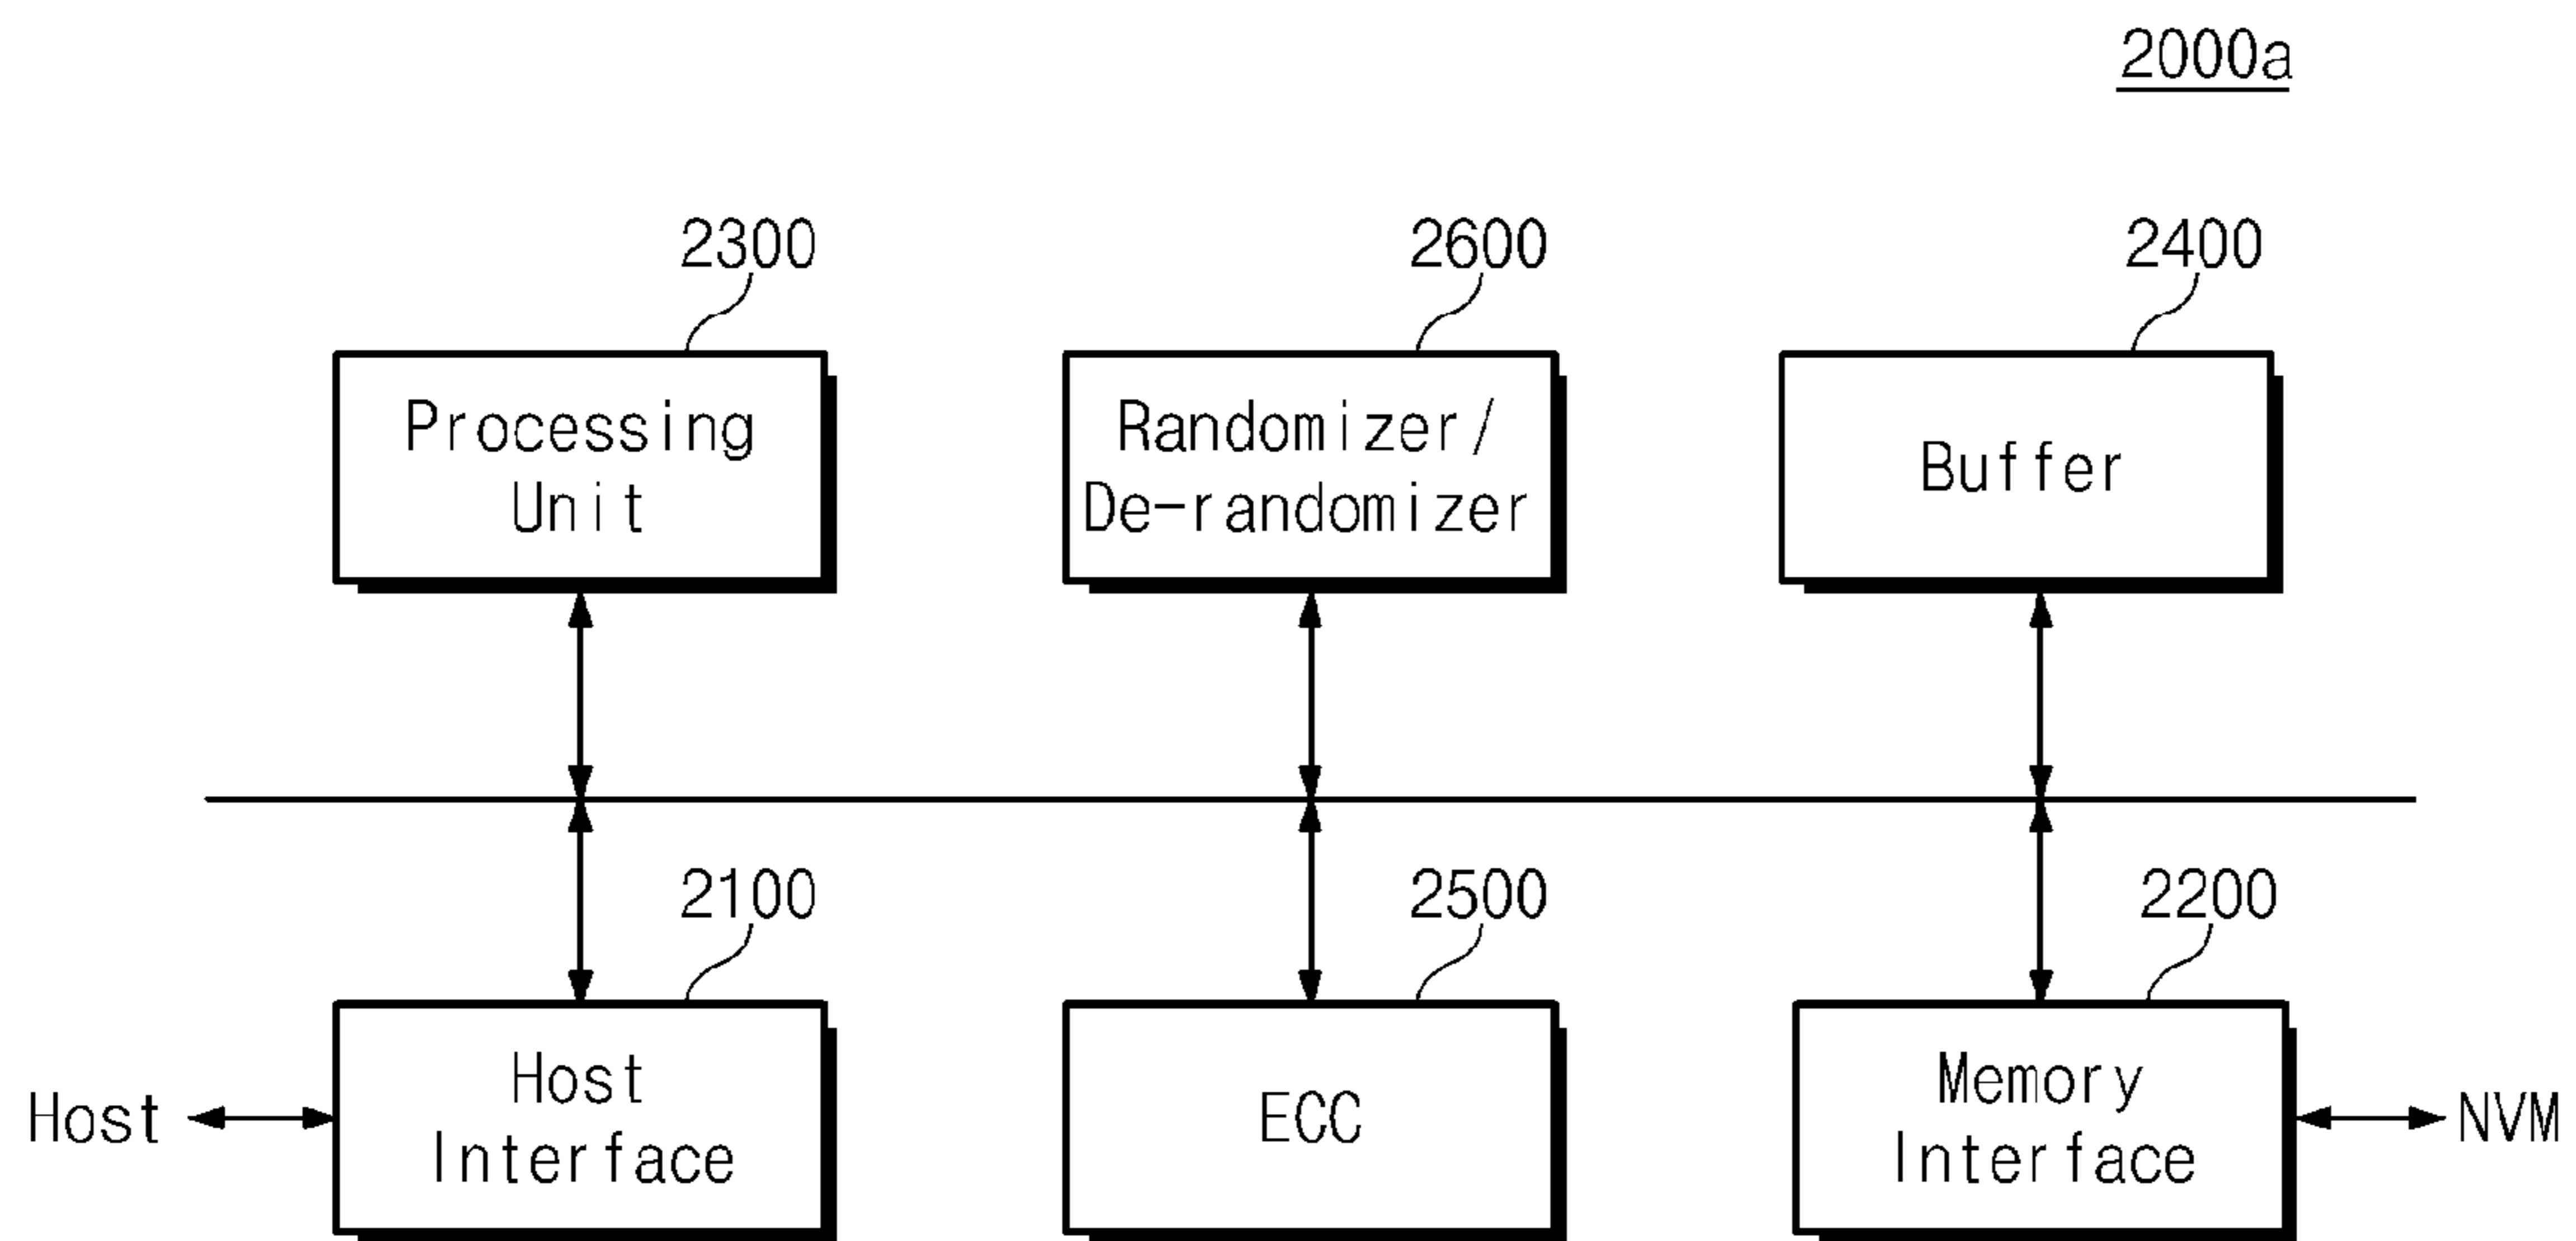 2000a
2300
2600
2400
Processing
Unit
Randomizer/
De-randomizer
Buffer
2100
2500
2200
Host
Host
Interface
ECC
Memory
Interface
NVM